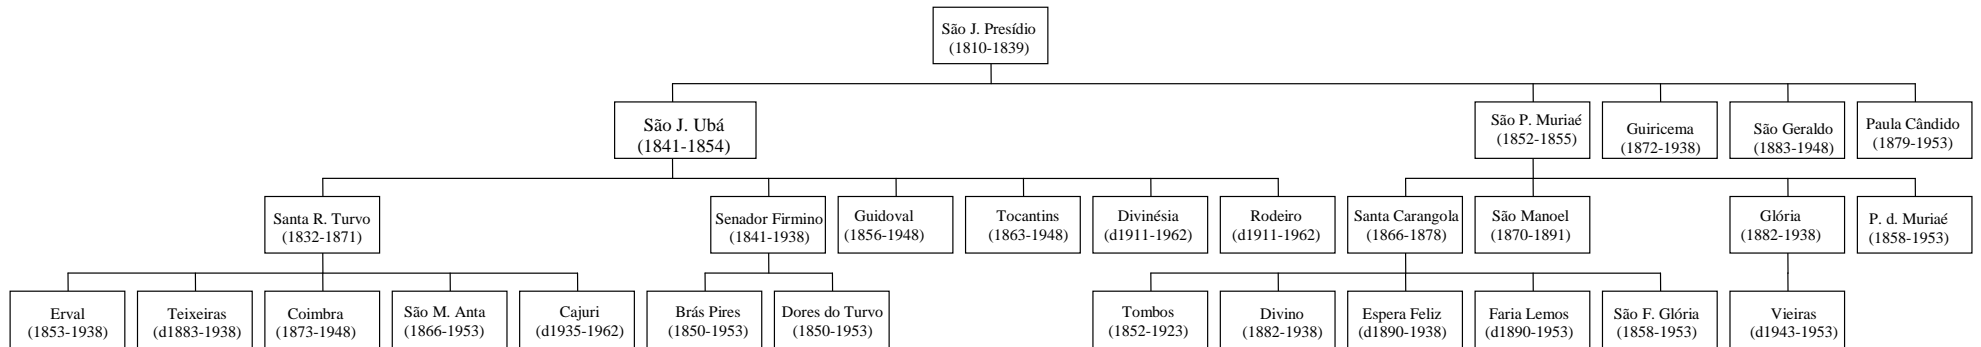 São J. Presídio
(1810-1839)
São J. Ubá
(1841-1854)
São P. Muriaé
(1852-1855)
Guiricema
(1872-1938)
São Geraldo
(1883-1948)
Paula Cândido
(1879-1953)
Santa R. Turvo
(1832-1871)
Senador Firmino
(1841-1938)
Guidoval
(1856-1948)
Tocantins
(1863-1948)
Divinésia
(d1911-1962)
Rodeiro
(d1911-1962)
Santa Carangola
(1866-1878)
São Manoel
(1870-1891)
Glória
(1882-1938)
P. d. Muriaé
(1858-1953)
Erval
(1853-1938)
Teixeiras
(d1883-1938)
Coimbra
(1873-1948)
São M. Anta
(1866-1953)
Cajuri
(d1935-1962)
Brás Pires
(1850-1953)
Dores do Turvo
(1850-1953)
Tombos
(1852-1923)
Divino
(1882-1938)
Espera Feliz
(d1890-1938)
Faria Lemos
(d1890-1953)
São F. Glória
(1858-1953)
Vieiras
(d1943-1953)